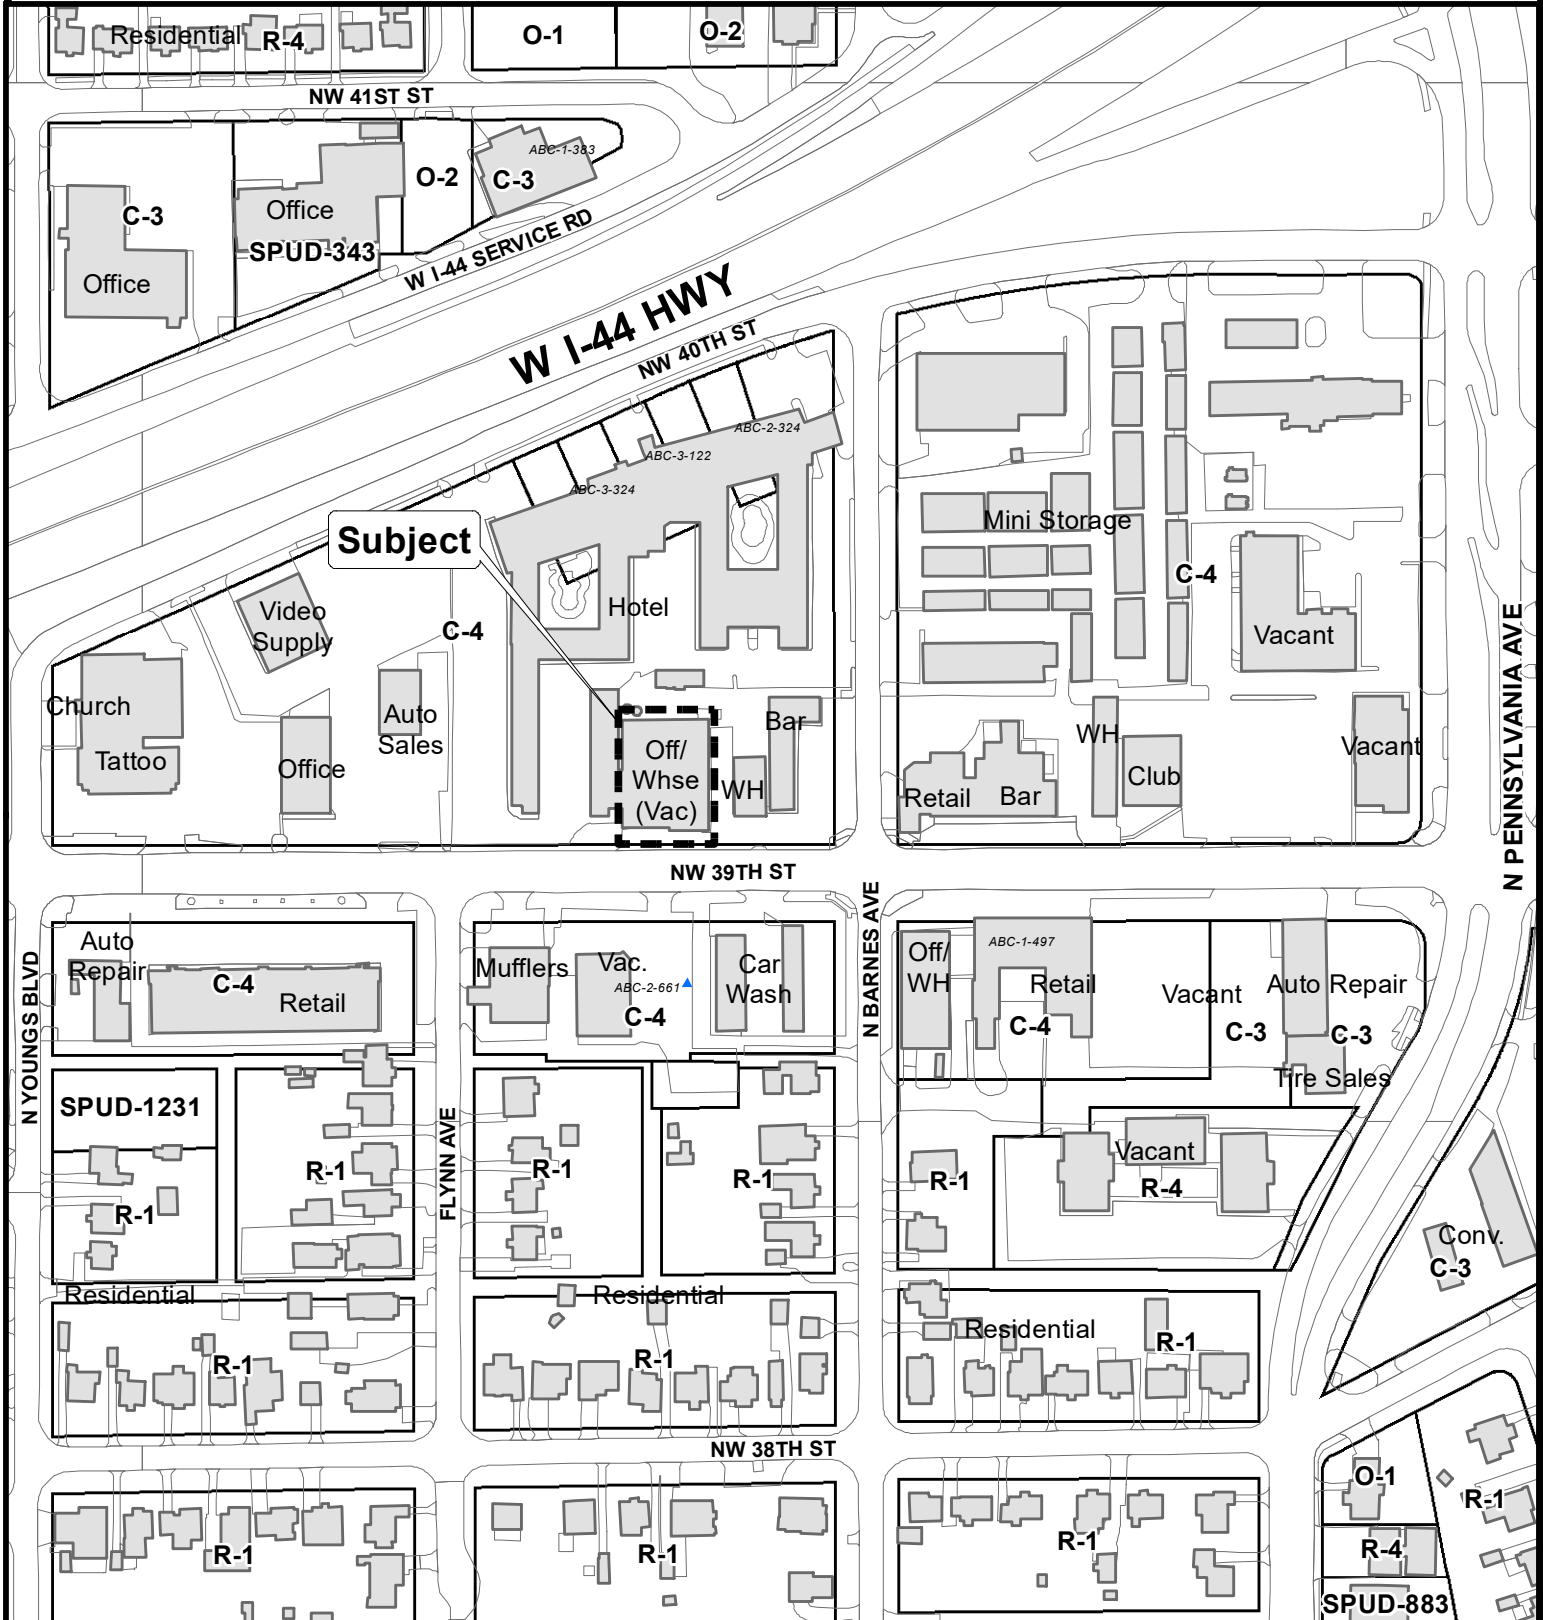 Residential
R-4
O-1
O-2
NW 41ST ST
ABC-1-383
O-2
C-3
C-3
Office
SPUD-343
Office
W I-44 SERVICE RD
W I-44 HWY
NW 40TH ST
ABC-2-324
ABC-3-122
ABC-3-324
Subject
Mini Storage
C-4
Video
Supply
Hotel
C-4
Vacant
N PENNSYLVANIA AVE
Church
Auto
Sales
Bar
Tattoo
Office
Off/
Whse
(Vac)
WH
WH
Vacant
Club
Retail
Bar
NW 39TH ST
N YOUNGS BLVD
Auto
Repair
C-4
Retail
Mufflers
Vac.
ABC-2-661
C-4
Car
Wash
N BARNES AVE
Off/
WH
ABC-1-497
Retail
C-4
Vacant
C-3
Auto Repair
C-3
Tire Sales
SPUD-1231
FLYNN AVE
R-1
R-1
R-1
R-1
R-1
Vacant
R-4
Conv.
C-3
Residential
Residential
Residential
R-1
R-1
R-1
NW 38TH ST
O-1
R-1
R-1
R-1
R-1
R-4
SPUD-883